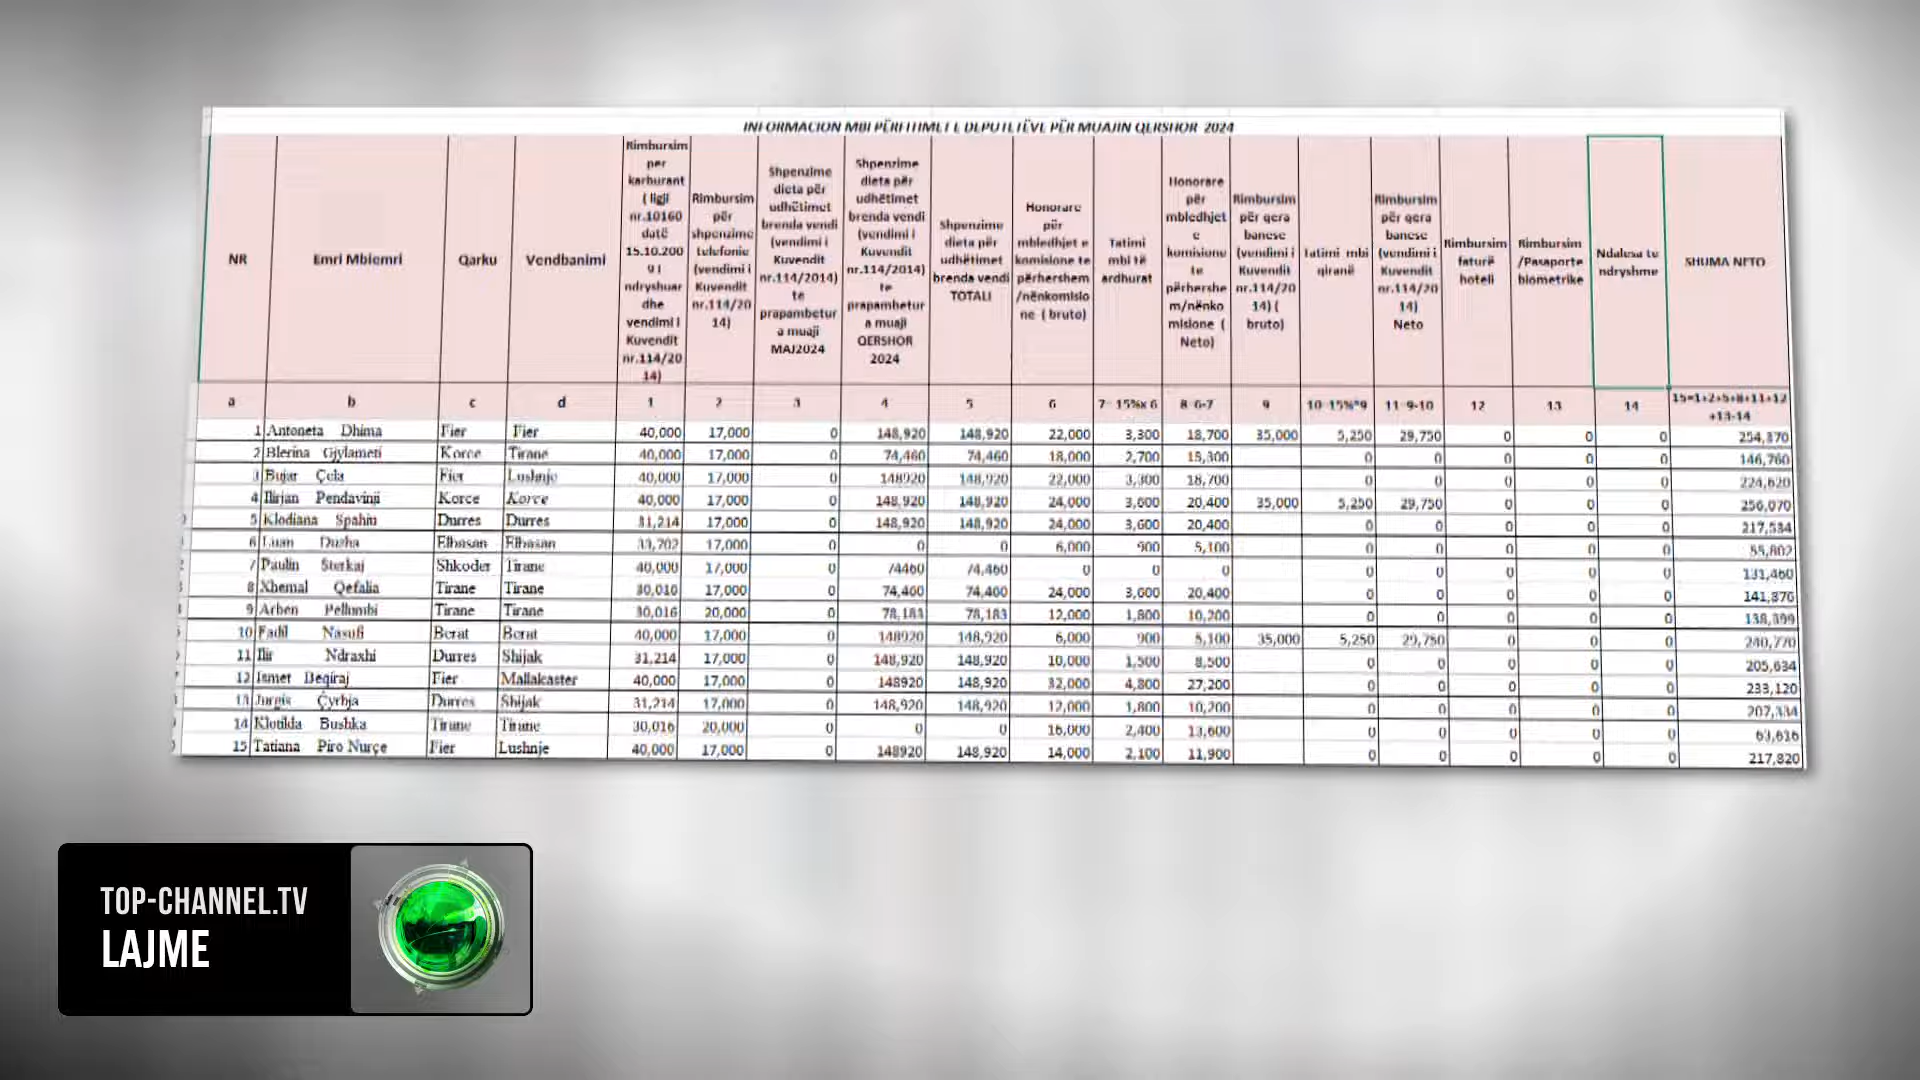 INFORMACION MBI PËRFITIMET E DEPUTETËVE PËR MUAJIN QERSHOR 2024
NR Emri Mbiemri Qarku Vendbanimi Rimbursim per karburant ( ligji nr.10160 datë 15.10.2009 i ndryshuar dhe vendimi i Kuvendit nr.114/2014) Rimbursim për shpenzime telefonie (vendimi i Kuvendit nr.114/2014) Shpenzime dieta për udhëtimet brenda vendi (vendimi i Kuvendit nr.114/2014) te prapambetura muaji MAJ2024 Shpenzime dieta për udhëtimet brenda vendi (vendimi i Kuvendit nr.114/2014) te prapambetura muaji QERSHOR 2024 Shpenzime dieta për udhëtimet brenda vendi TOTALI Honorare për mbledhjet e komisione te përhershem/nënkomisione ( bruto) Tatimi mbi të ardhurat Honorare për mbledhjet e komisione te përhershem/nënkomisione ( Neto) Rimbursim për qera banese (vendimi i Kuvendit nr.114/2014) ( bruto) Tatimi mbi qiranë Rimbursim për qera banese (vendimi i Kuvendit nr.114/2014) Neto Rimbursim faturë hoteli Rimbursim /Pasaporte biometrike Ndalesa te ndryshme SHUMA NETO
a b c d 1 2 3 4 5 6 7=15%x 6 8=6-7 9 10=15%*9 11=9-10 12 13 14 15=1+2+5+8+11+12+13-14
1 Antoneta Dhima Fier Fier 40,000 17,000 0 148,920 148,920 22,000 3,300 18,700 35,000 5,250 29,750 0 0 0 254,370
2 Blerina Gjylameti Korce Tirane 40,000 17,000 0 74,460 74,460 18,000 2,700 15,300 0 0 0 0 0 146,760
3 Bujar Çela Fier Lushnje 40,000 17,000 0 148920 148,920 22,000 3,300 18,700 0 0 0 0 0 224,620
4 Ilirjan Pendavinji Korce Korce 40,000 17,000 0 148,920 148,920 24,000 3,600 20,400 35,000 5,250 29,750 0 0 0 256,070
5 Klodiana Spahiu Durres Durres 31,214 17,000 0 148,920 148,920 24,000 3,600 20,400 0 0 0 0 0 217,534
6 Luan Duzha Elbasan Elbasan 33,702 17,000 0 0 0 6,000 900 5,100 0 0 0 0 0 55,802
7 Paulin Sterkaj Shkoder Tirane 40,000 17,000 0 74460 74,460 0 0 0 0 0 0 0 0 131,460
8 Xhemal Qefalia Tirane Tirane 30,016 17,000 0 74,460 74,460 24,000 3,600 20,400 0 0 0 0 0 141,876
9 Arben Pellumbi Tirane Tirane 30,016 20,000 0 78,183 78,183 12,000 1,800 10,200 0 0 0 0 0 138,399
10 Fadil Nasufi Berat Berat 40,000 17,000 0 148920 148,920 6,000 900 5,100 35,000 5,250 29,750 0 0 0 240,770
11 Ilir Ndraxhi Durres Shijak 31,214 17,000 0 148,920 148,920 10,000 1,500 8,500 0 0 0 0 0 205,634
12 Ismet Beqiraj Fier Mallakaster 40,000 17,000 0 148920 148,920 32,000 4,800 27,200 0 0 0 0 0 233,120
13 Jurgis Çyrbja Durres Shijak 31,214 17,000 0 148,920 148,920 12,000 1,800 10,200 0 0 0 0 0 207,334
14 Klotilda Bushka Tirane Tirane 30,016 20,000 0 0 0 16,000 2,400 13,600 0 0 0 0 0 63,616
15 Tatiana Piro Nurçe Fier Lushnje 40,000 17,000 0 148920 148,920 14,000 2,100 11,900 0 0 0 0 0 217,820
TOP-CHANNEL.TV
LAJME